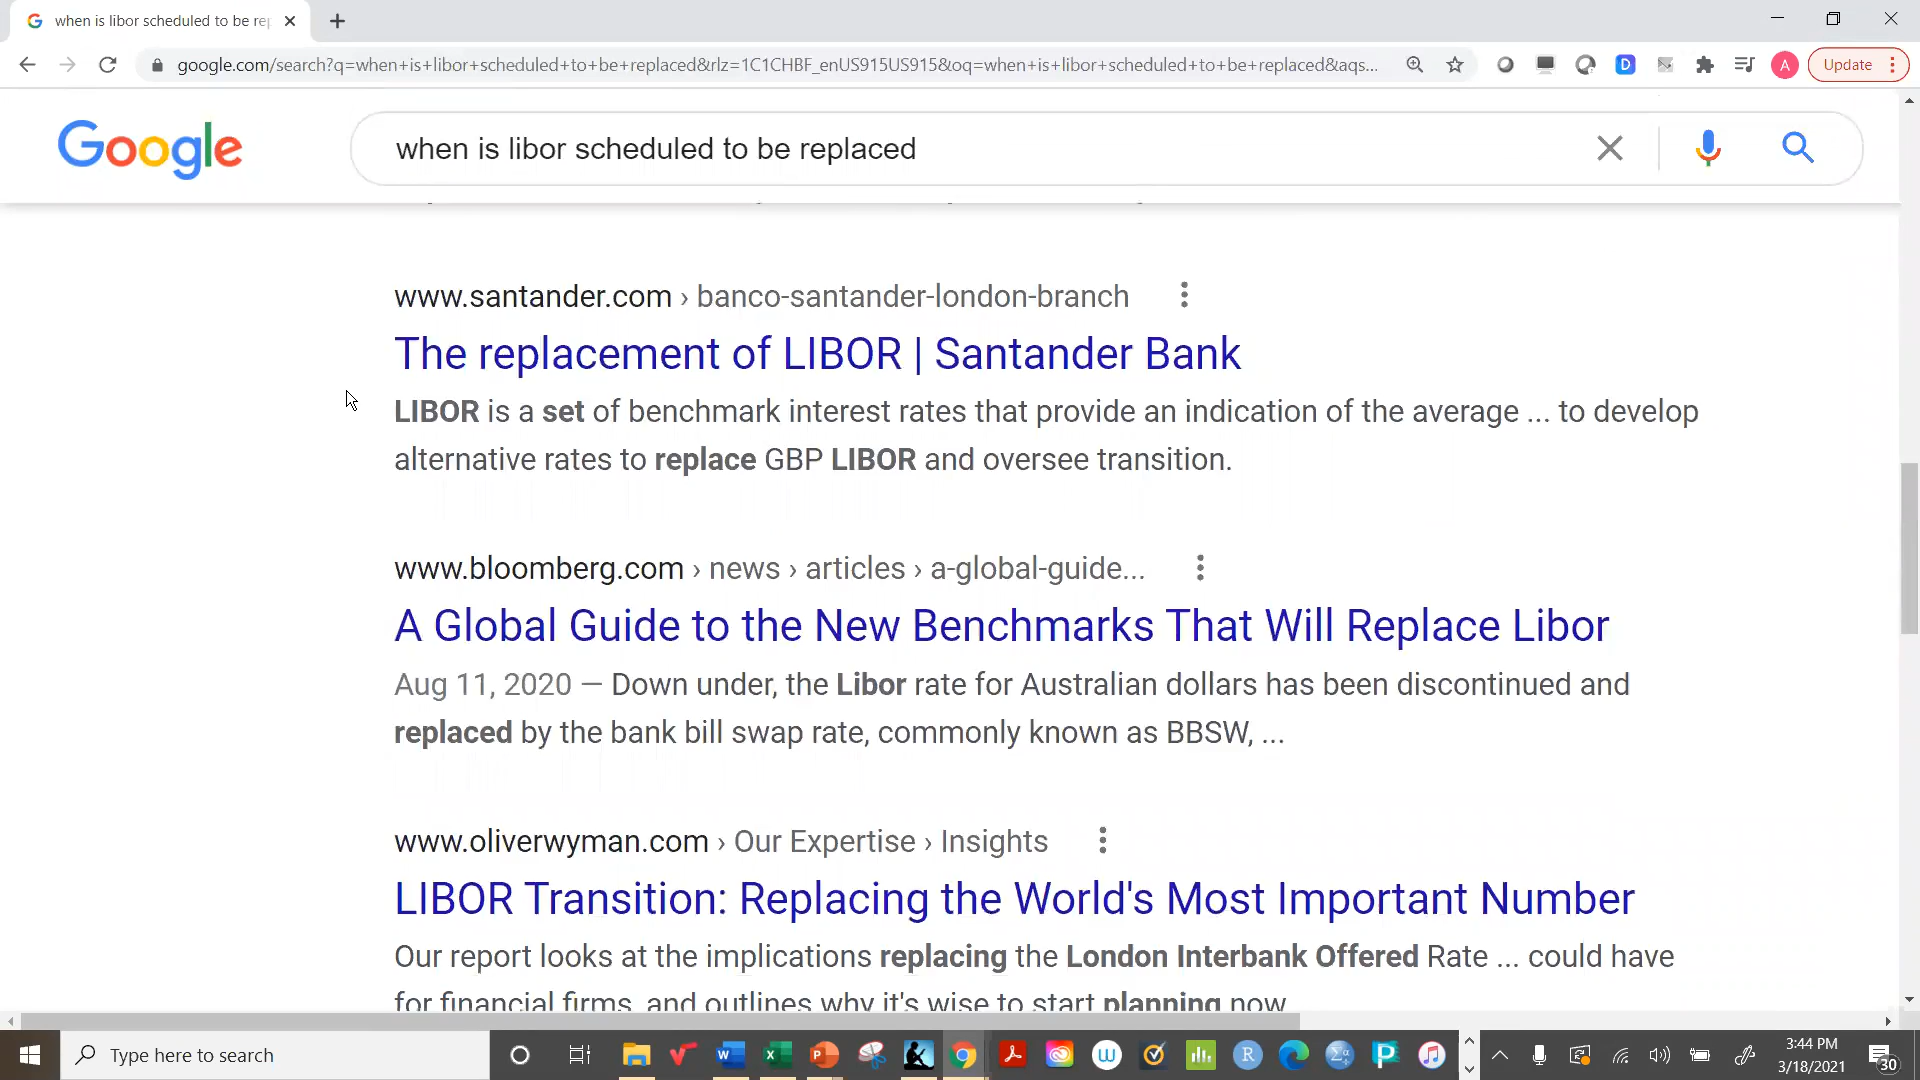 when is libor scheduled to be rep
google.com/search?q=when+is+libor+scheduled+to+be+replaced&rlz=1C1CHBF_enUS915US915&oq=when+is+libor+scheduled+to+be+replaced&aqs...
D
A
Update
Google
when is libor scheduled to be replaced
www.santander.com › banco-santander-london-branch
The replacement of LIBOR | Santander Bank
LIBOR is a set of benchmark interest rates that provide an indication of the average ... to develop
alternative rates to replace GBP LIBOR and oversee transition.
www.bloomberg.com › news › articles › a-global-guide...
A Global Guide to the New Benchmarks That Will Replace Libor
Aug 11, 2020 — Down under, the Libor rate for Australian dollars has been discontinued and
replaced by the bank bill swap rate, commonly known as BBSW, ...
www.oliverwyman.com › Our Expertise › Insights
LIBOR Transition: Replacing the World's Most Important Number
Our report looks at the implications replacing the London Interbank Offered Rate ... could have
for financial firms, and outlines why it's wise to start planning now
Type here to search
3:44 PM
3/18/2021
30